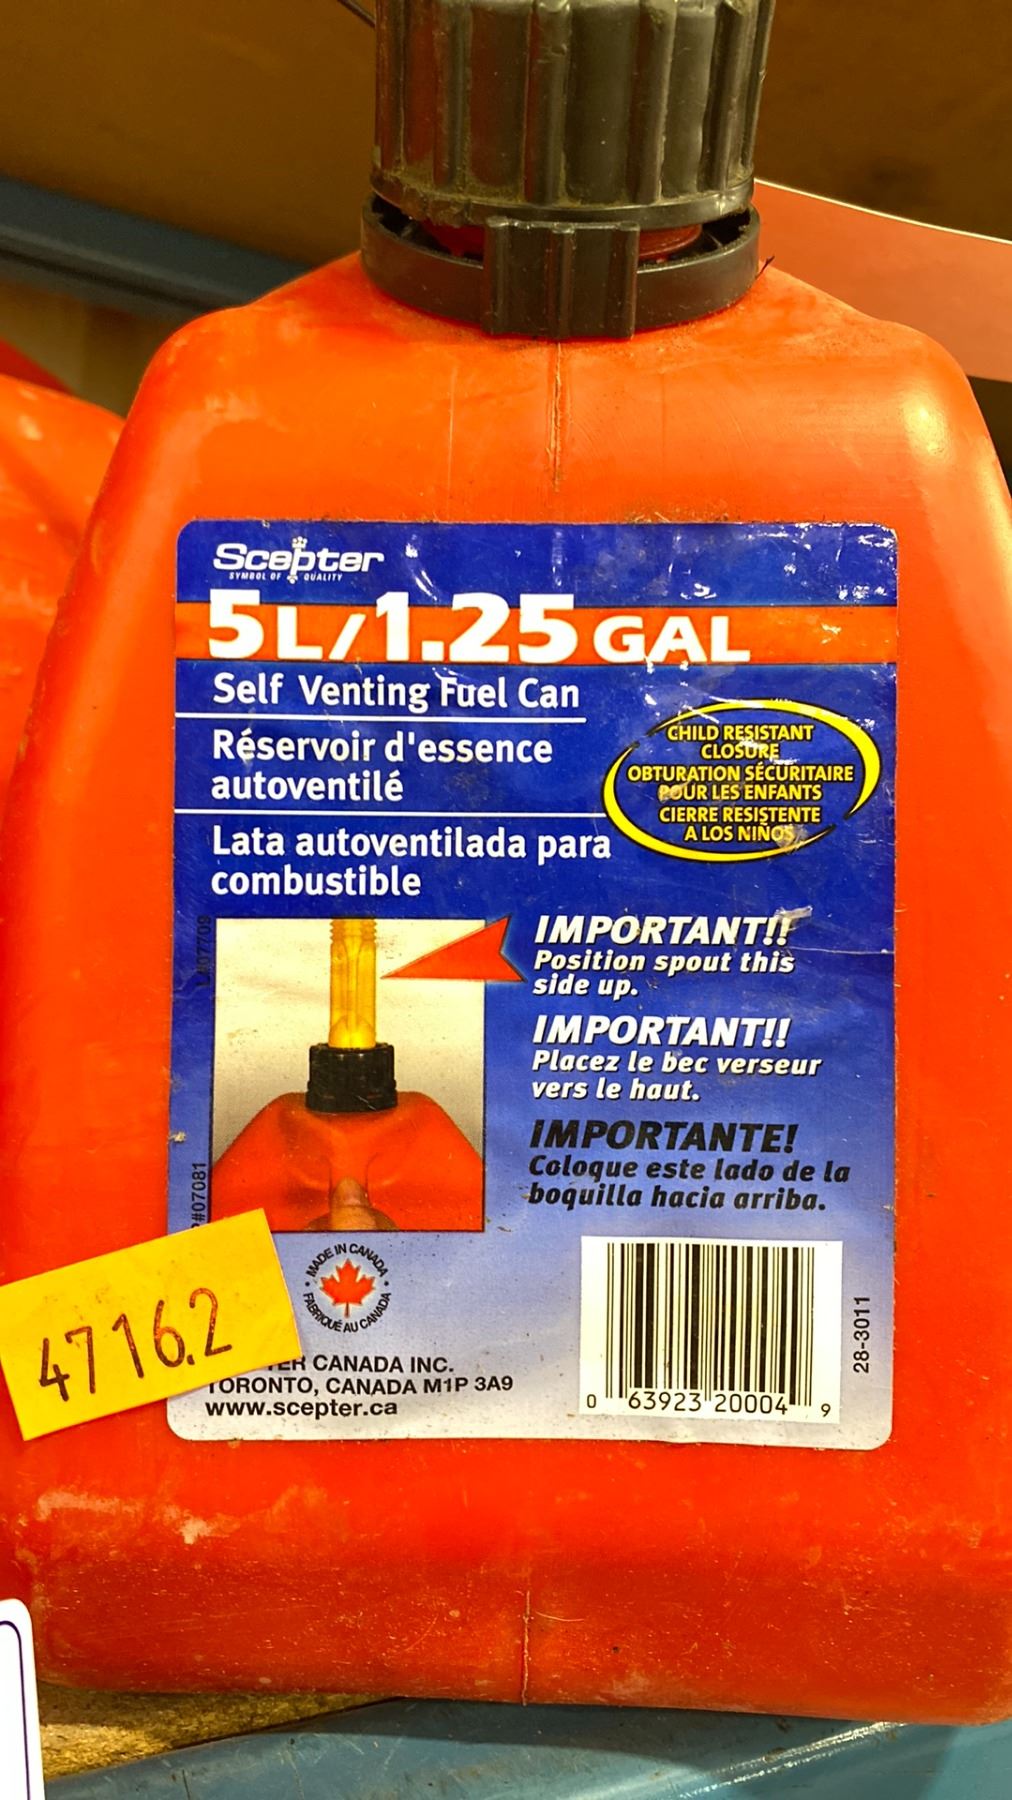 Scepter
SYMBOL OF QUALITY
5L/1.25 GAL
Self Venting Fuel Can
Réservoir d'essence
autoventilé
Lata autoventilada para
combustible
CHILD RESISTANT
CLOSURE
OBTURATION SÉCURITAIRE
POUR LES ENFANTS
CIERRE RESISTENTE
A LOS NIÑOS
IMPORTANT!!
Position spout this
side up.
IMPORTANT!!
Placez le bec verseur
vers le haut.
IMPORTANTE!
Coloque este lado de la
boquilla hacia arriba.
L#07709
#07081
MADE IN CANADA
FABRIQUÉ AU CANADA
47162
CANADA INC.
TORONTO, CANADA M1P 3A9
www.scepter.ca
0 63923 20004 9
28-3011